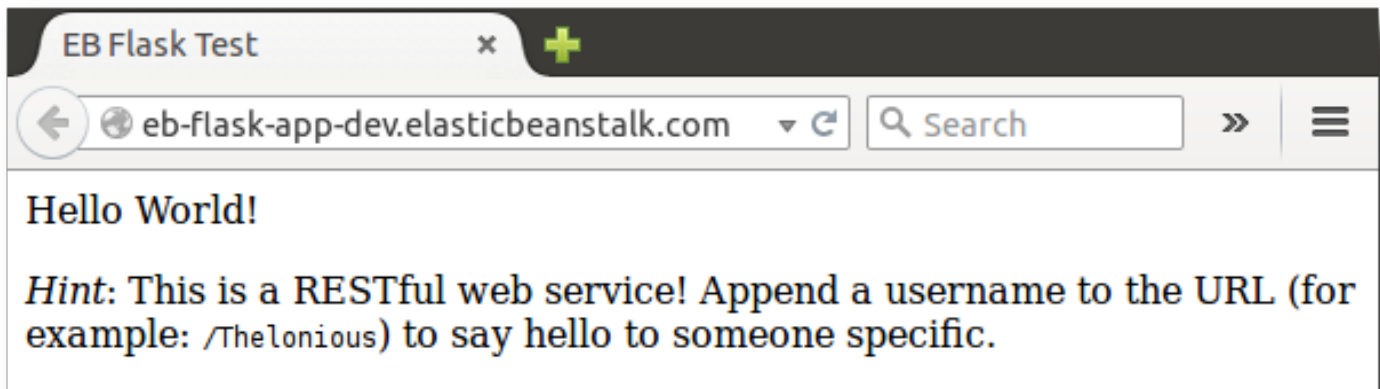 EB Flask Test
eb-flask-app-dev.elasticbeanstalk.com
Search
Hello World!
Hint: This is a RESTful web service! Append a username to the URL (for
example: /Thelonious) to say hello to someone specific.